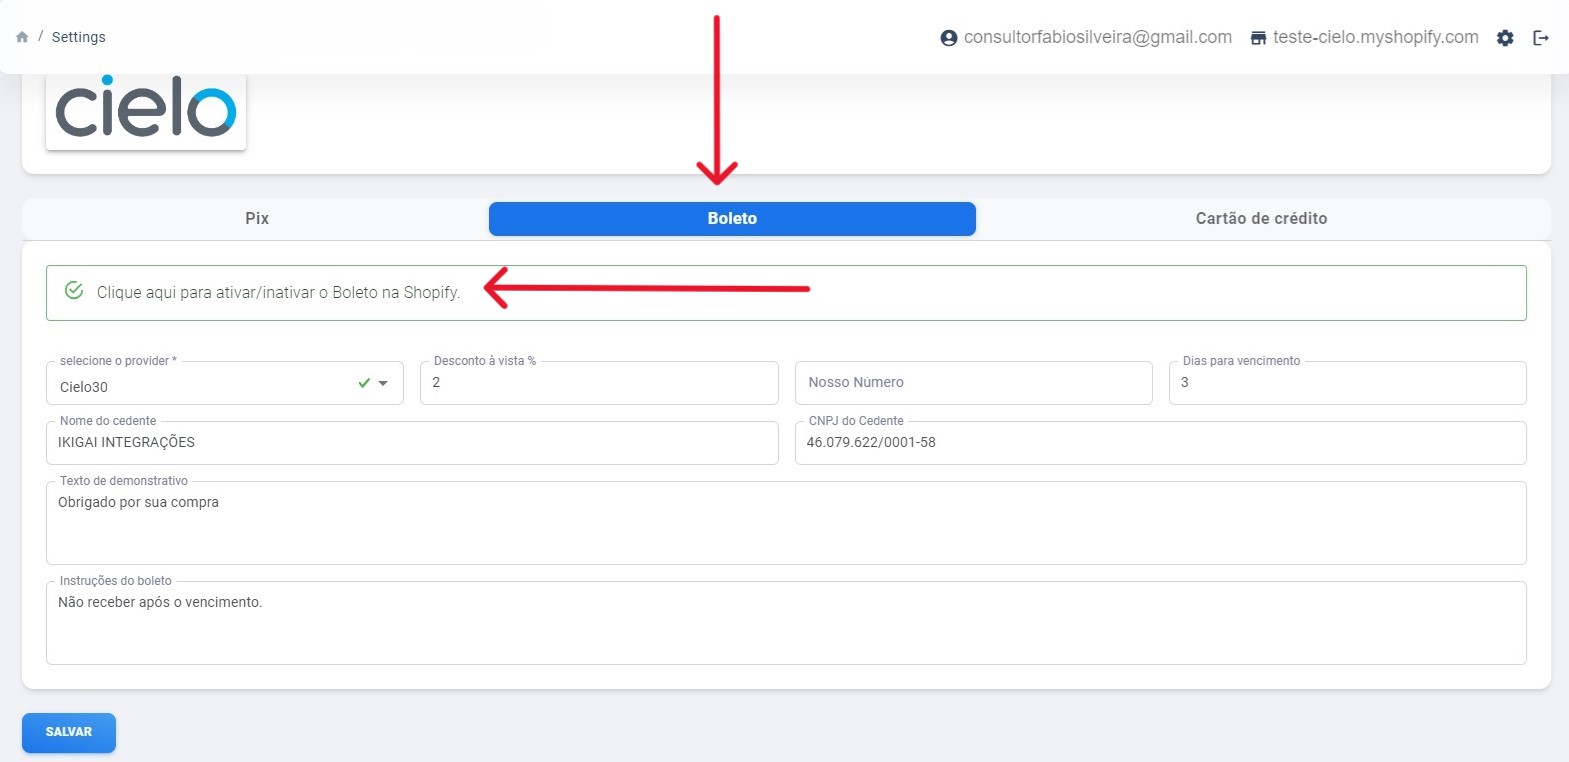 / Settings
consultorfabiosilveira@gmail.com teste-cielo.myshopify.com
cielo
Pix Boleto Cartão de crédito
Clique aqui para ativar/inativar o Boleto na Shopify.
selecione o provider * Desconto à vista % Dias para vencimento
Cielo30 2 Nosso Número 3
Nome do cedente CNPJ do Cedente
IKIGAI INTEGRAÇÕES 46.079.622/0001-58
Texto de demonstrativo
Obrigado por sua compra
Instruções do boleto
Não receber após o vencimento.
SALVAR